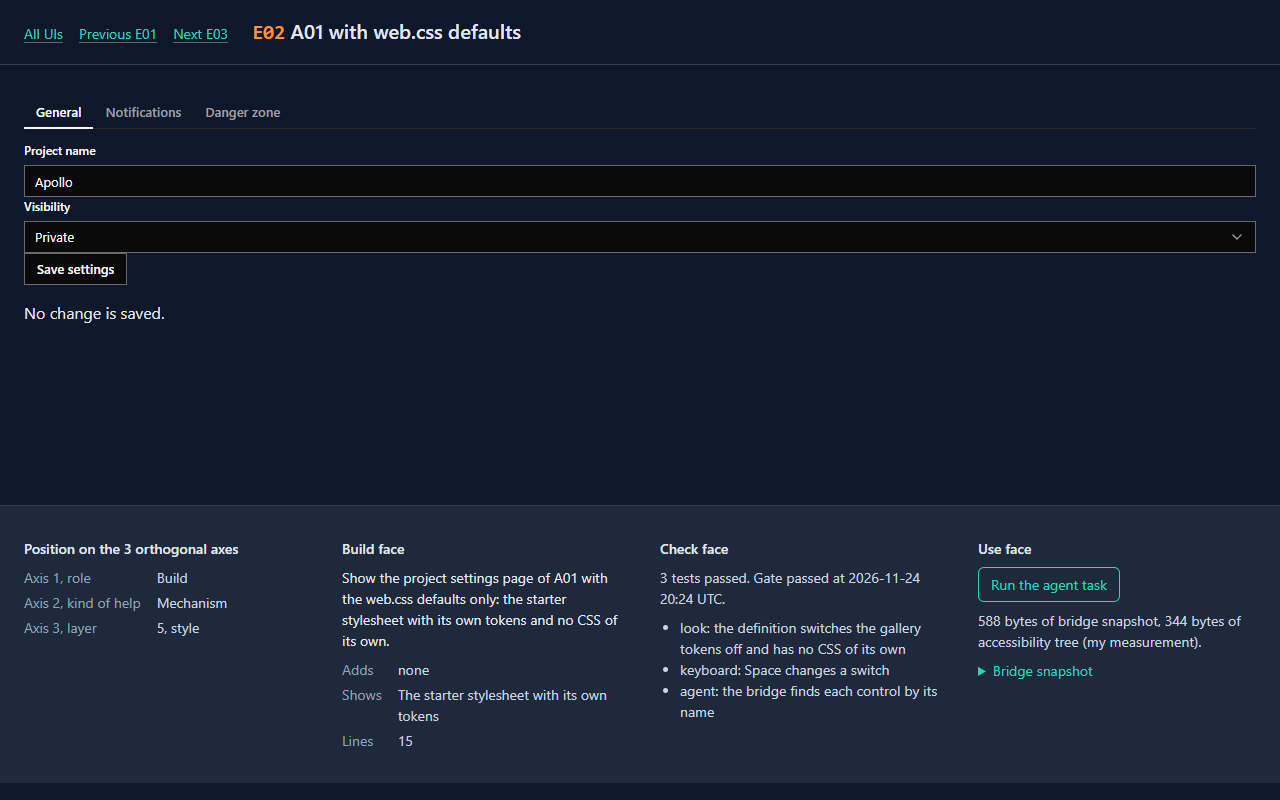 All UIs
Previous E01
Next E03
E02 A01 with web.css defaults
General
Notifications
Danger zone
Project name
Apollo
Visibility
Private
Save settings
No change is saved.
Position on the 3 orthogonal axes
Axis 1, role
Build
Axis 2, kind of help
Mechanism
Axis 3, layer
5, style
Build face
Show the project settings page of A01 with
the web.css defaults only: the starter
stylesheet with its own tokens and no CSS of
its own.
Adds
none
Shows
The starter stylesheet with its own
tokens
Lines
15
Check face
3 tests passed. Gate passed at 2026-11-24
20:24 UTC.
look: the definition switches the gallery
tokens off and has no CSS of its own
keyboard: Space changes a switch
agent: the bridge finds each control by its
name
Use face
Run the agent task
588 bytes of bridge snapshot, 344 bytes of
accessibility tree (my measurement).
Bridge snapshot